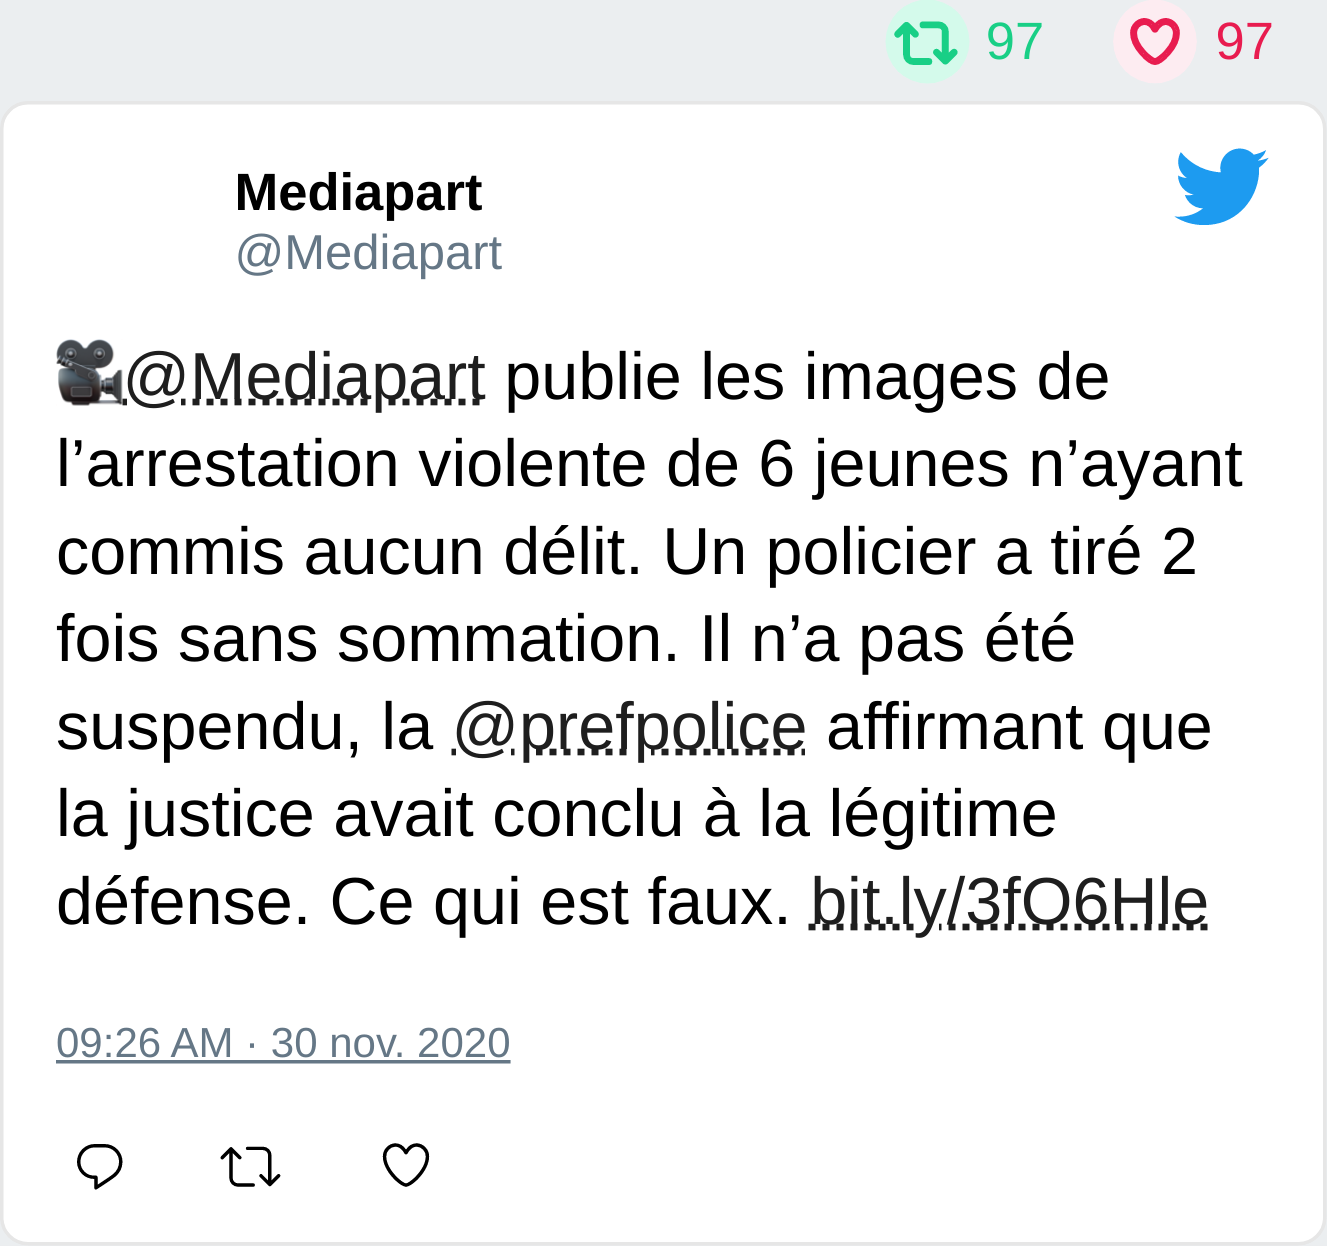 97 97
Mediapart
@Mediapart
🎥@Mediapart publie les images de
l’arrestation violente de 6 jeunes n’ayant
commis aucun délit. Un policier a tiré 2
fois sans sommation. Il n’a pas été
suspendu, la @prefpolice affirmant que
la justice avait conclu à la légitime
défense. Ce qui est faux. bit.ly/3fO6Hle
09:26 AM · 30 nov. 2020